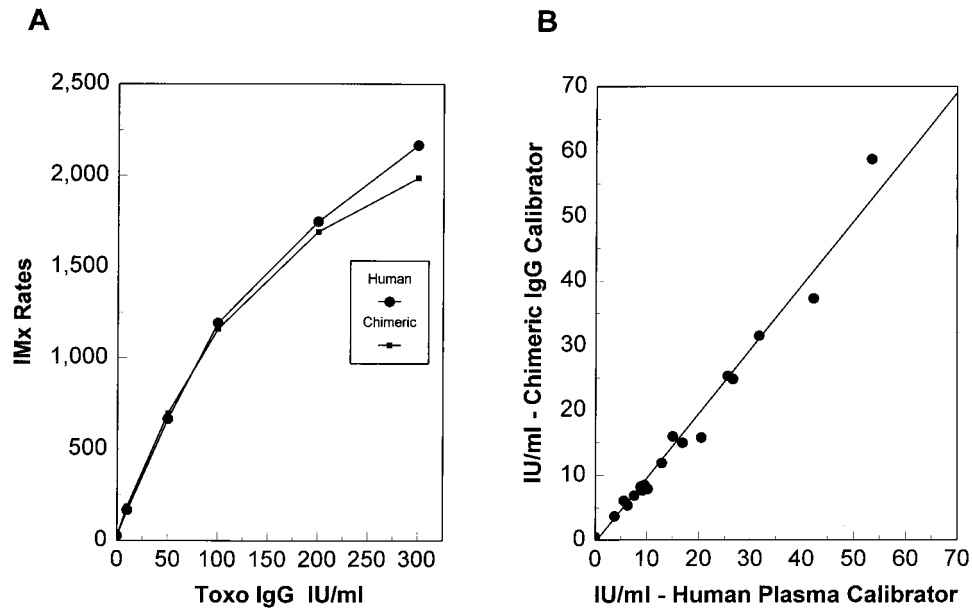 A
2,500
2,000
1,500
1,000
500
0
IMx Rates
0 50 100 150 200 250 300
Toxo IgG IU/ml
Human
Chimeric
B
70
60
50
40
30
20
10
0
IU/ml - Chimeric IgG Calibrator
0 10 20 30 40 50 60 70
IU/ml - Human Plasma Calibrator